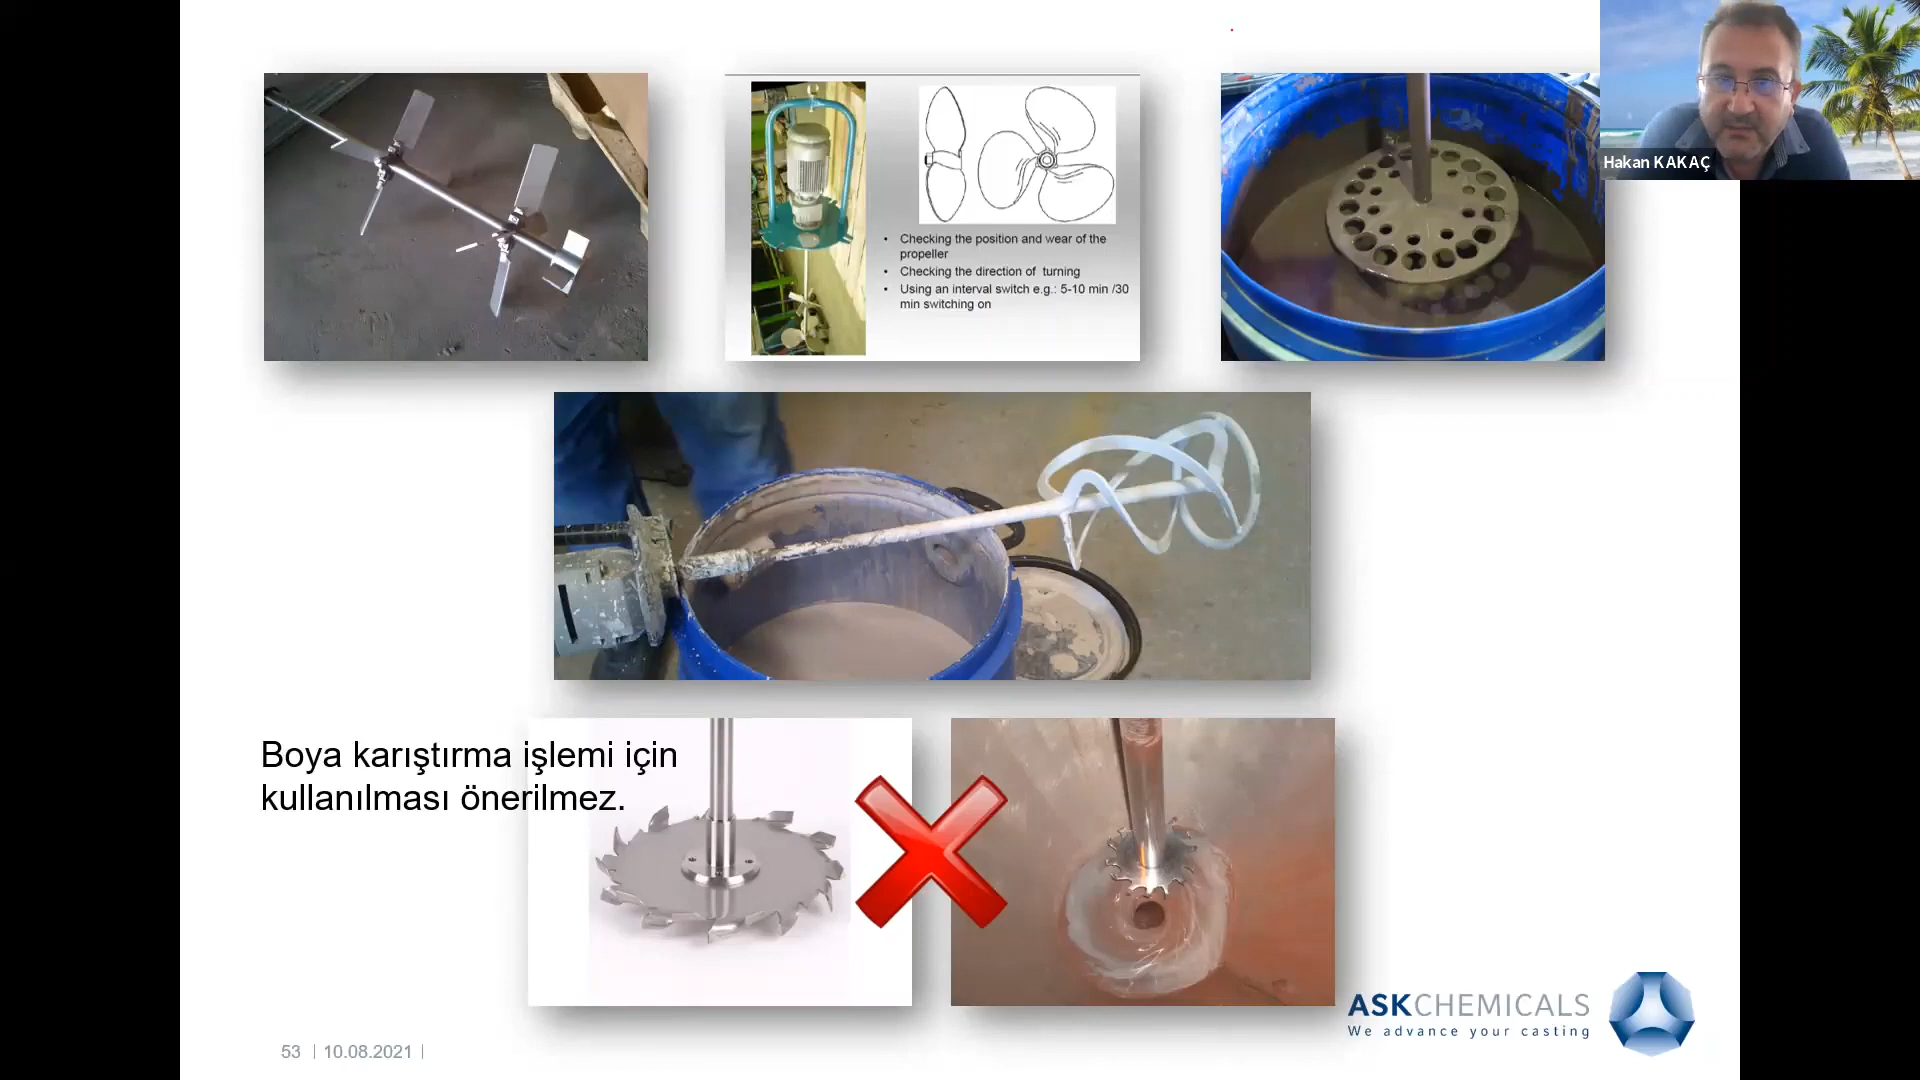 Hakan KAKAÇ
• Checking the position and wear of the
propeller
• Checking the direction of turning
• Using an interval switch e.g.: 5-10 min /30
min switching on
Boya karıştırma işlemi için
kullanılması önerilmez.
ASKCHEMICALS
We advance your casting
53 | 10.08.2021 |